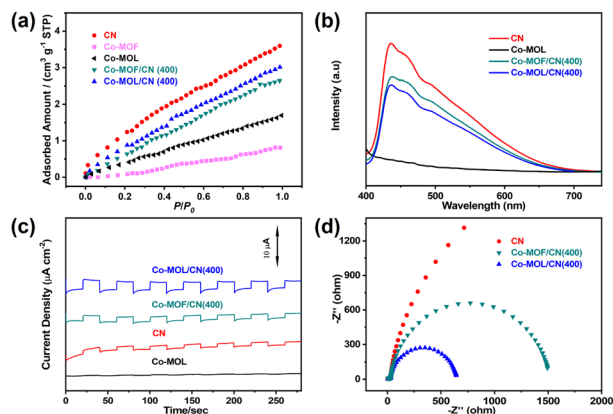 (a)
CN
Co-MOF
Co-MOL
Co-MOF/CN (400)
Co-MOL/CN (400)
Adsorbed Amount / (cm³ g⁻¹ STP)
0
1
2
3
4
0.0 0.2 0.4 0.6 0.8 1.0
P/P₀
(b)
CN
Co-MOL
Co-MOF/CN(400)
Co-MOL/CN(400)
Intensity (a.u)
400 500 600 700
Wavelength (nm)
(c)
10 μA
Co-MOL/CN(400)
Co-MOF/CN(400)
CN
Co-MOL
Current Density (μA cm-2)
0 50 100 150 200 250
Time/sec
(d)
CN
Co-MOF/CN(400)
Co-MOL/CN(400)
-Z'' (ohm)
0
300
600
900
1200
0 500 1000 1500 2000
-Z'' (ohm)